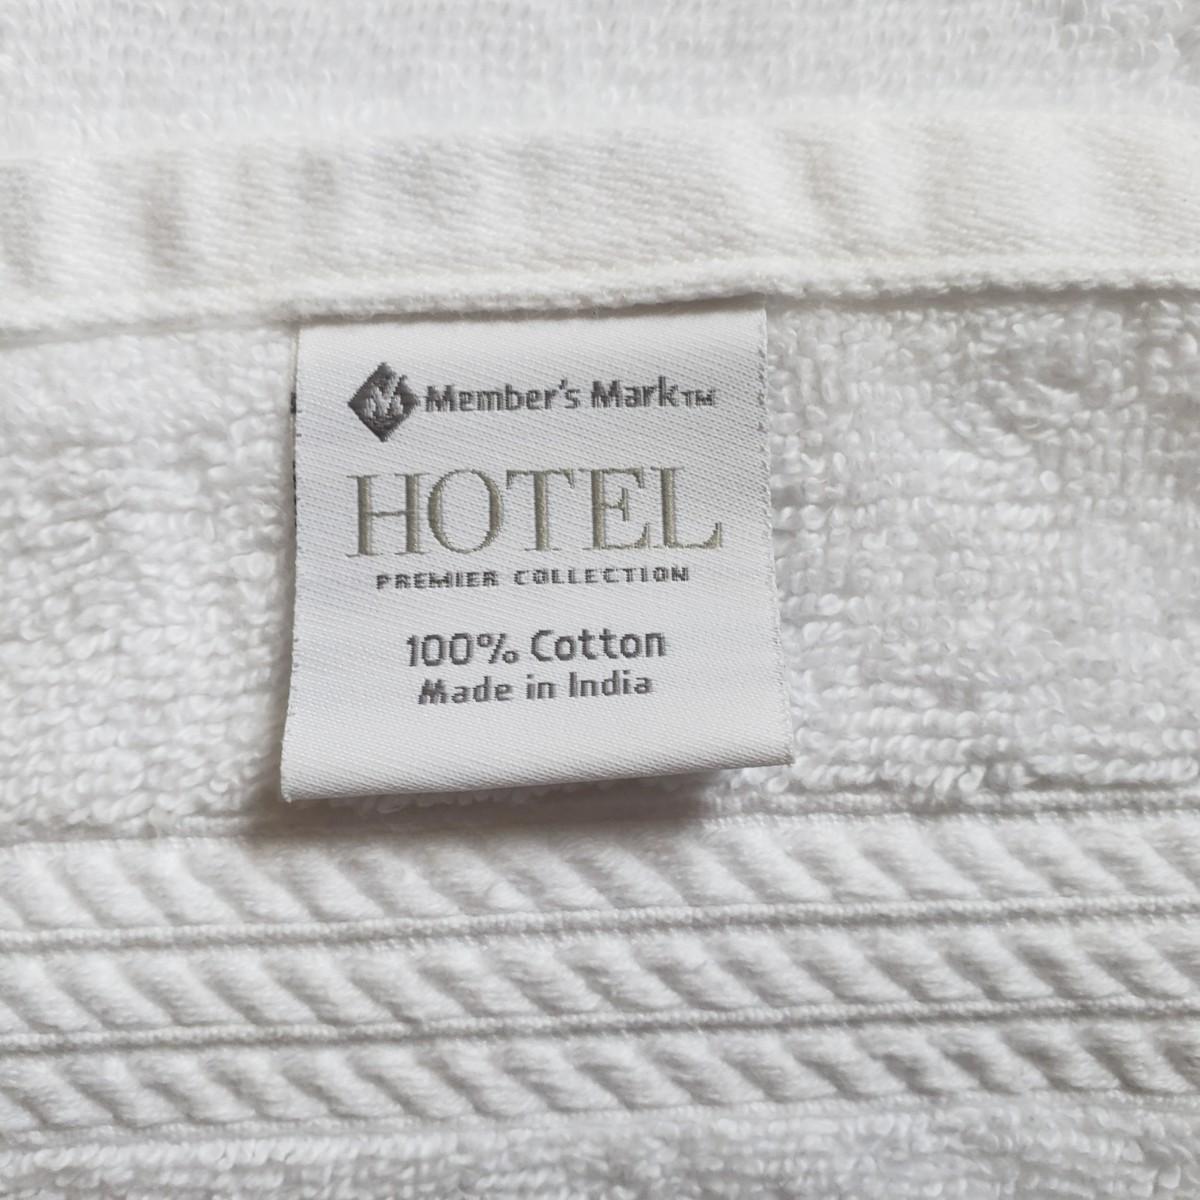 Member's Mark™
HOTEL
PREMIER COLLECTION
100% Cotton
Made in India